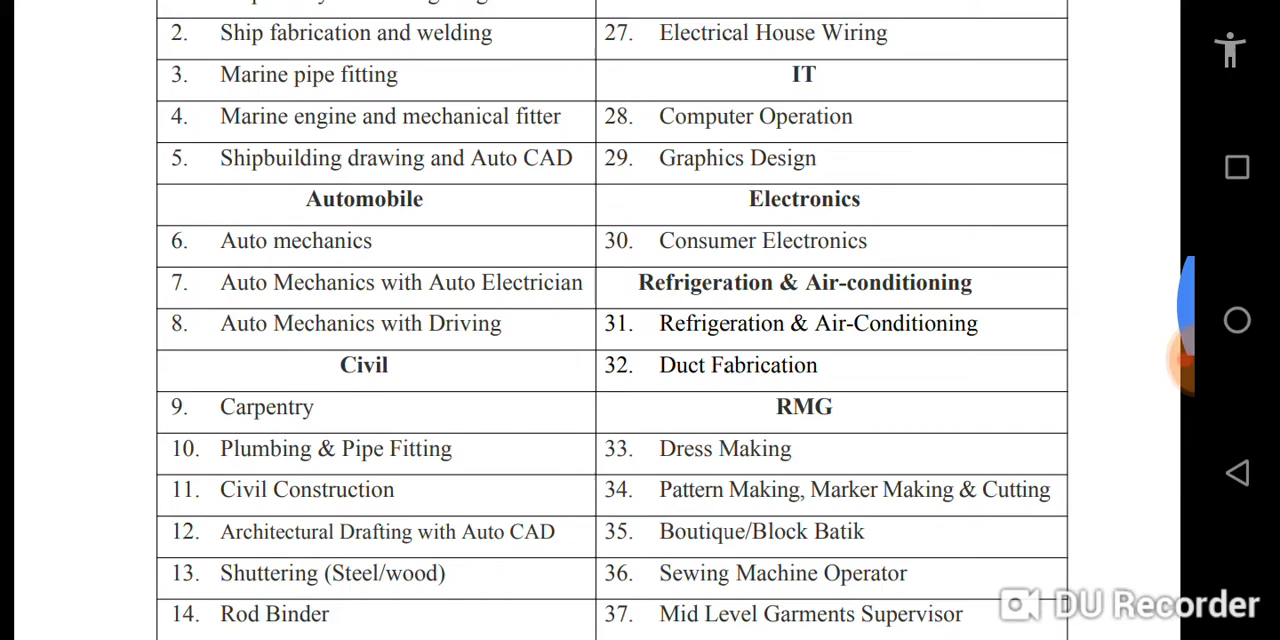 2. Ship fabrication and welding
3. Marine pipe fitting
4. Marine engine and mechanical fitter
5. Shipbuilding drawing and Auto CAD
Automobile
6. Auto mechanics
7. Auto Mechanics with Auto Electrician
8. Auto Mechanics with Driving
Civil
9. Carpentry
10. Plumbing & Pipe Fitting
11. Civil Construction
12. Architectural Drafting with Auto CAD
13. Shuttering (Steel/wood)
14. Rod Binder
27. Electrical House Wiring
IT
28. Computer Operation
29. Graphics Design
Electronics
30. Consumer Electronics
Refrigeration & Air-conditioning
31. Refrigeration & Air-Conditioning
32. Duct Fabrication
RMG
33. Dress Making
34. Pattern Making, Marker Making & Cutting
35. Boutique/Block Batik
36. Sewing Machine Operator
37. Mid Level Garments Supervisor
DU Recorder